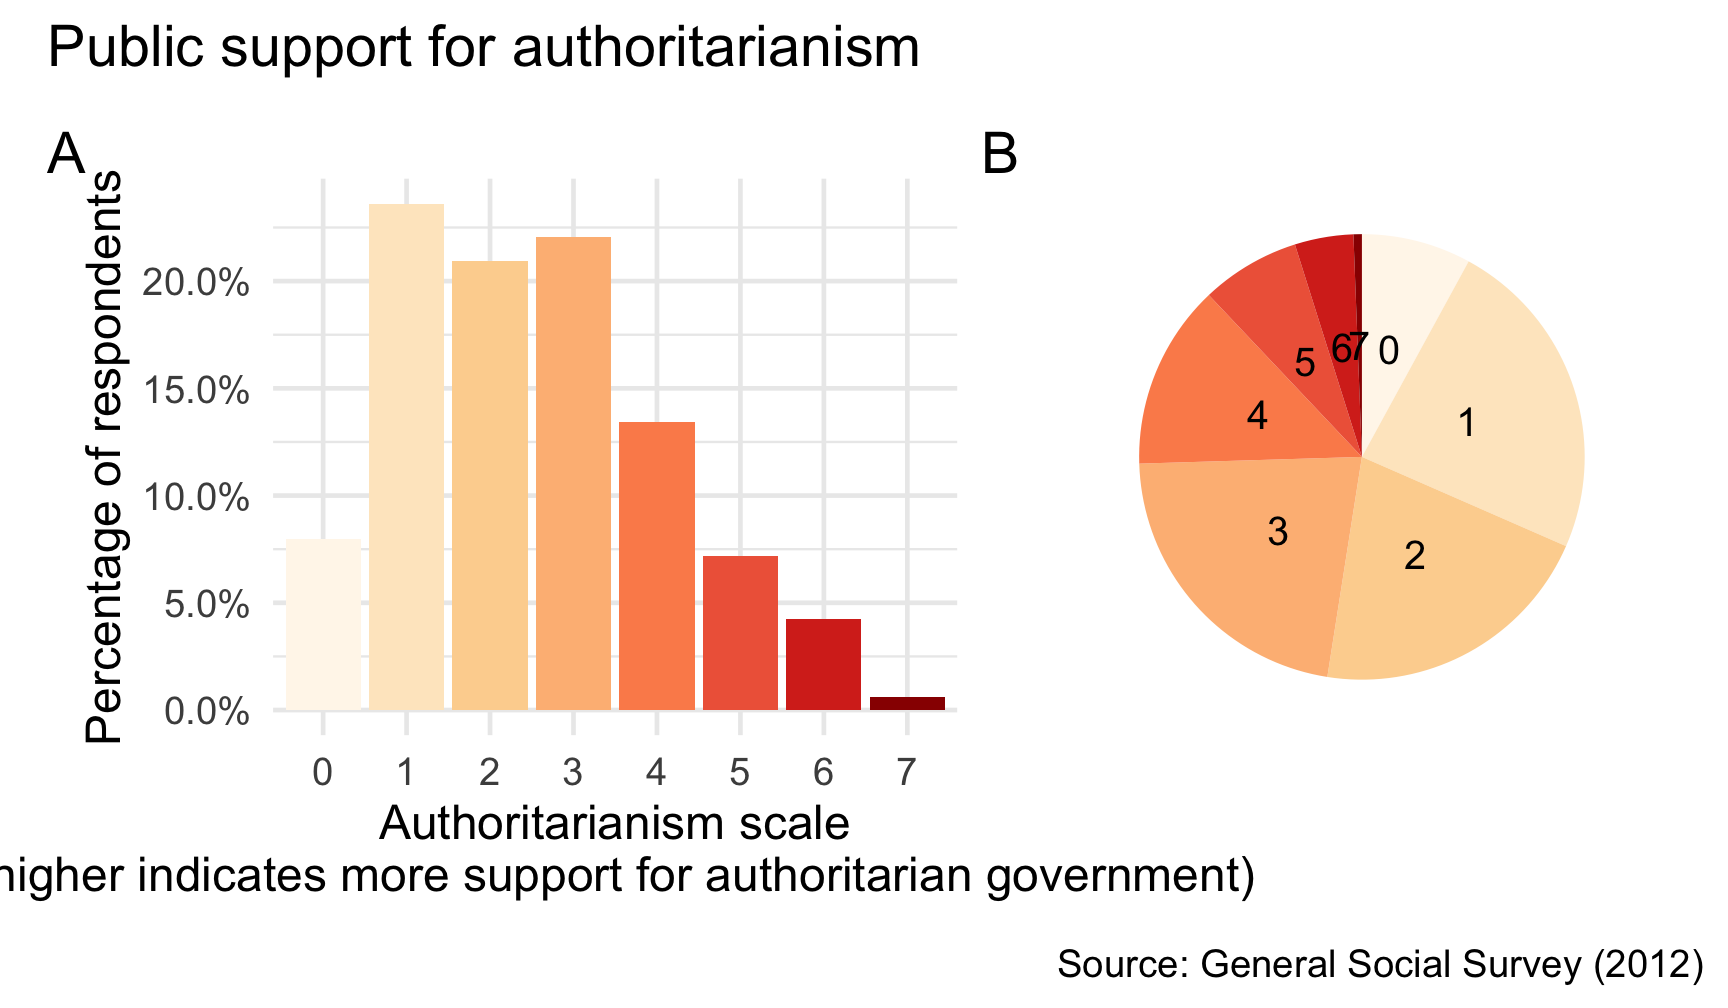 Public support for authoritarianism
A
B
Percentage of respondents
20.0%
15.0%
10.0%
5.0%
0.0%
0 1 2 3 4 5 6 7
Authoritarianism scale
higher indicates more support for authoritarian government)
0
1
2
3
4
5
6
7
Source: General Social Survey (2012)